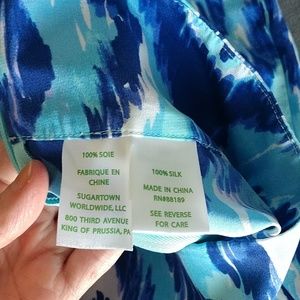 100% SOIE
FABRIQUE EN
CHINE
SUGARTOWN
WORLDWIDE, LLC
800 THIRD AVENUE
KING OF PRUSSIA, PA
100% SILK
MADE IN CHINA
RN#88189
SEE REVERSE
FOR CARE